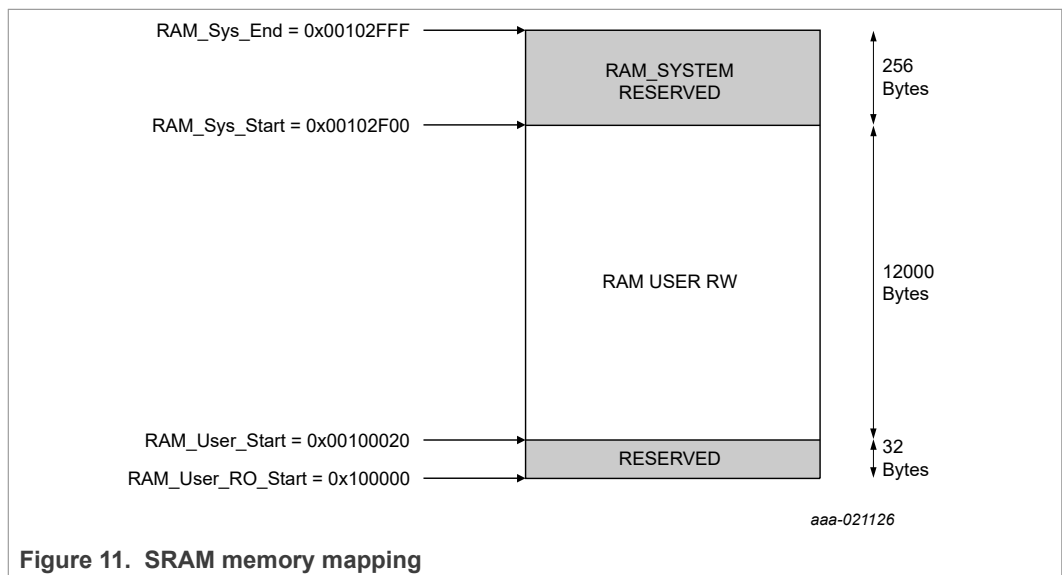 RAM_Sys_End = 0x00102FFF
RAM_SYSTEM
RESERVED
256
Bytes
RAM_Sys_Start = 0x00102F00
RAM USER RW
12000
Bytes
RAM_User_Start = 0x00100020
RESERVED
32
Bytes
RAM_User_RO_Start = 0x100000
aaa-021126
Figure 11. SRAM memory mapping